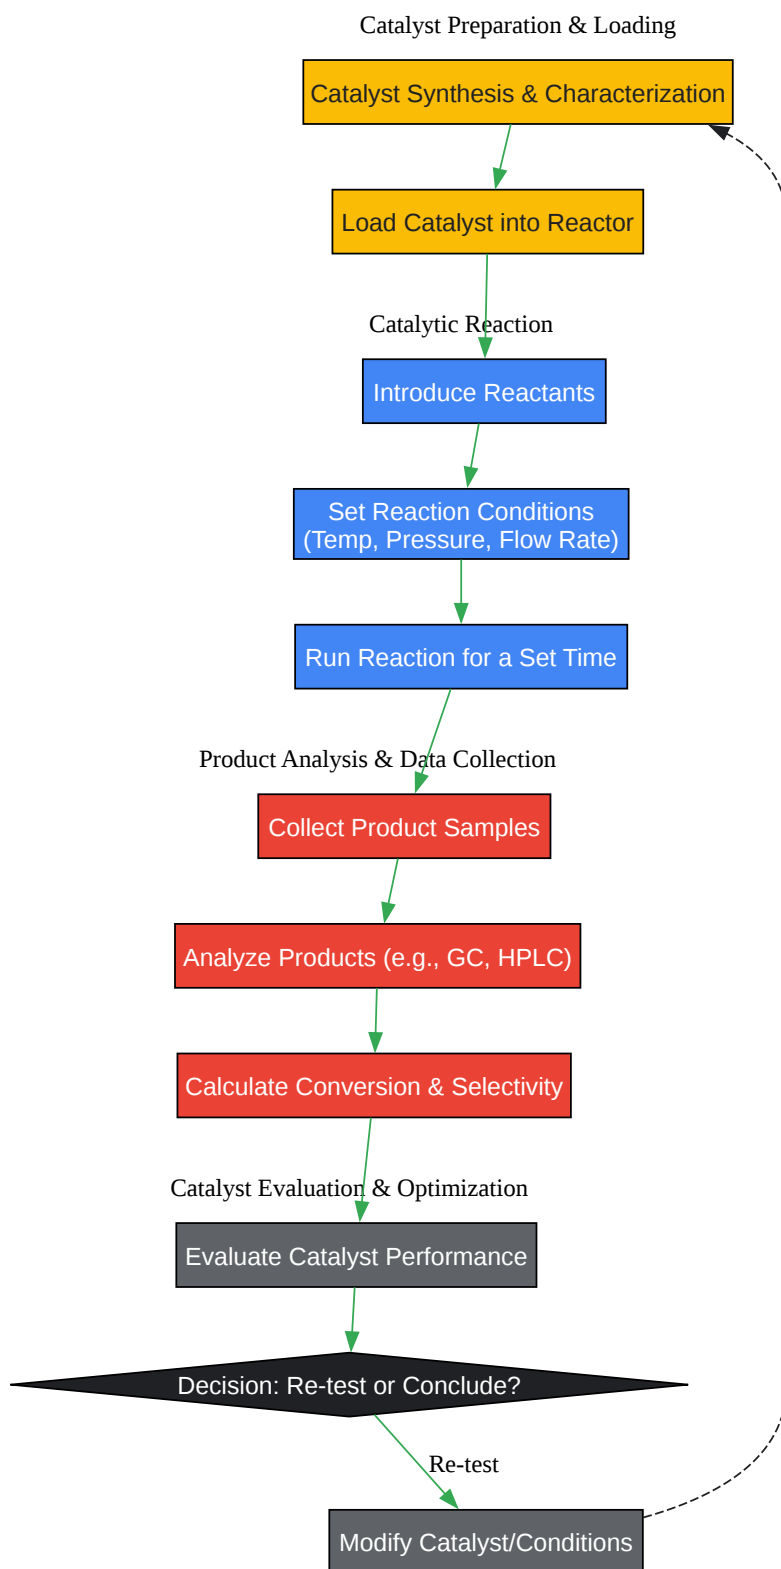 Catalyst Preparation & Loading
Catalyst Synthesis & Characterization
Load Catalyst into Reactor
Catalytic Reaction
Introduce Reactants
Set Reaction Conditions
(Temp, Pressure, Flow Rate)
Run Reaction for a Set Time
Product Analysis & Data Collection
Collect Product Samples
Analyze Products (e.g., GC, HPLC)
Calculate Conversion & Selectivity
Catalyst Evaluation & Optimization
Evaluate Catalyst Performance
Decision: Re-test or Conclude?
Re-test
Modify Catalyst/Conditions